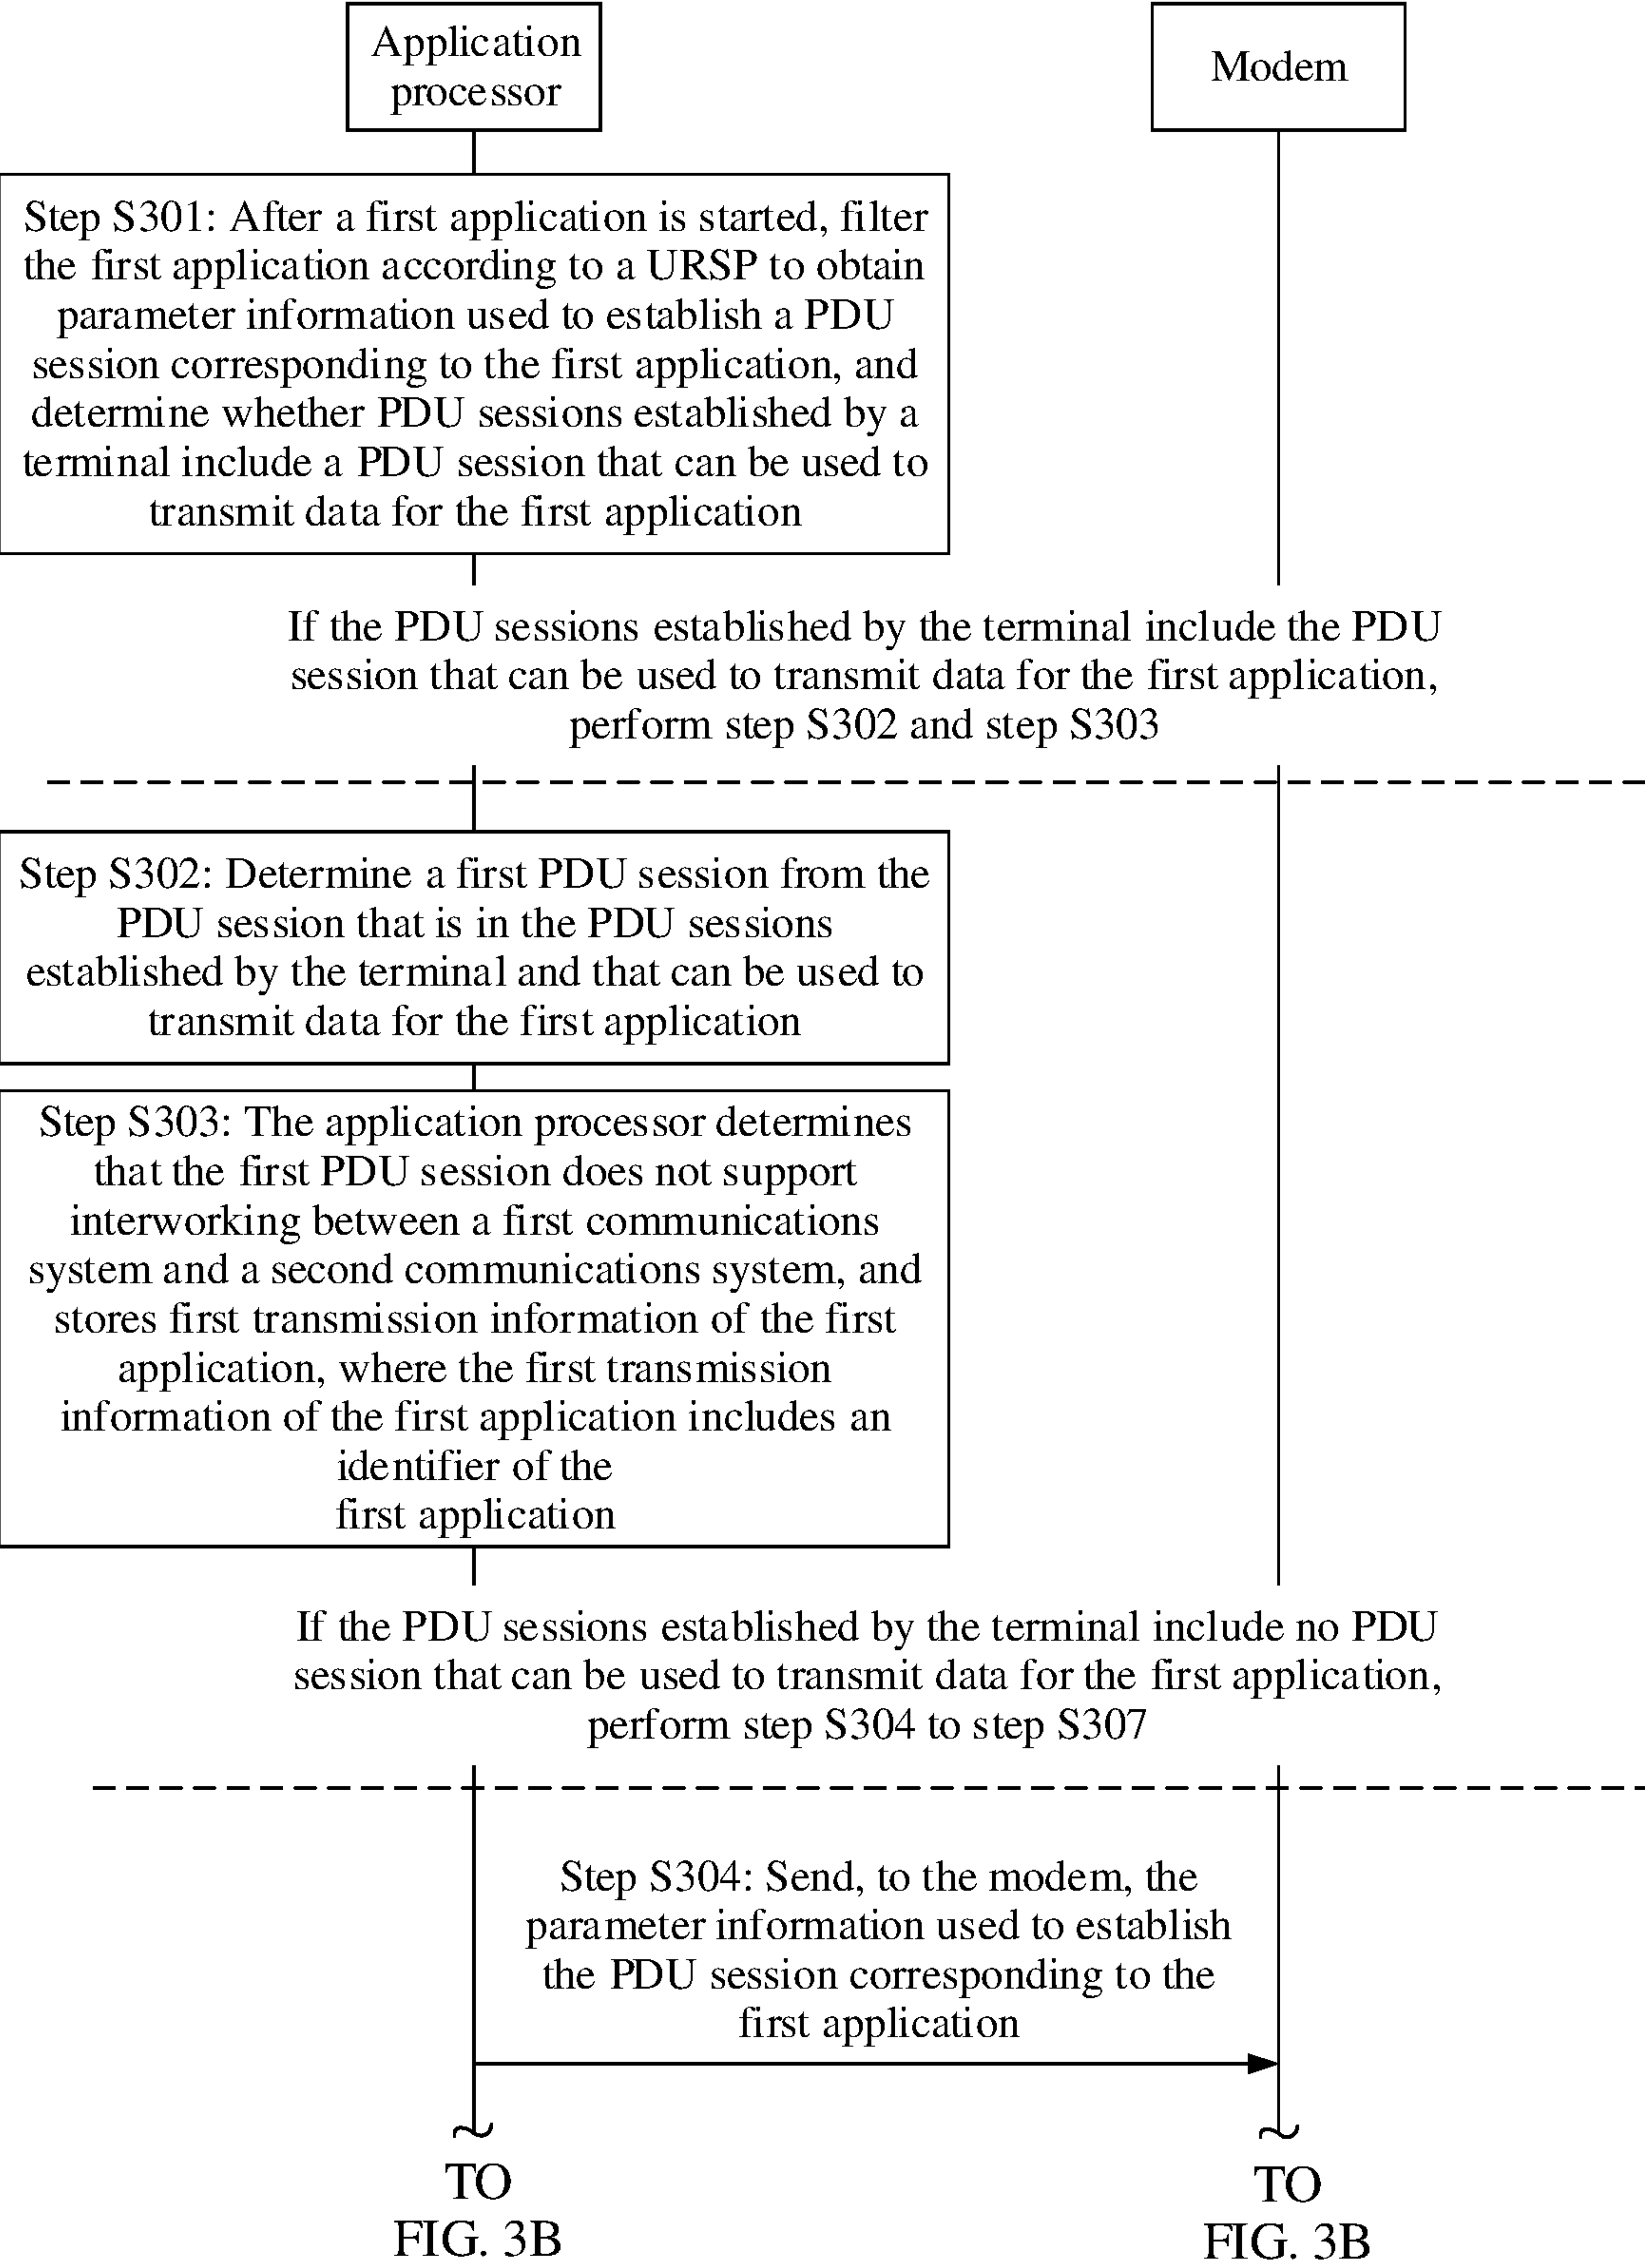 Application
processor
Modem
Step S301: After a first application is started, filter
the first application according to a URSP to obtain
parameter information used to establish a PDU
session corresponding to the first application, and
determine whether PDU sessions established by a
terminal include a PDU session that can be used to
transmit data for the first application
If the PDU sessions established by the terminal include the PDU
session that can be used to transmit data for the first application,
perform step S302 and step S303
Step S302: Determine a first PDU session from the
PDU session that is in the PDU sessions
established by the terminal and that can be used to
transmit data for the first application
Step S303: The application processor determines
that the first PDU session does not support
interworking between a first communications
system and a second communications system, and
stores first transmission information of the first
application, where the first transmission
information of the first application includes an
identifier of the
first application
If the PDU sessions established by the terminal include no PDU
session that can be used to transmit data for the first application,
perform step S304 to step S307
Step S304: Send, to the modem, the
parameter information used to establish
the PDU session corresponding to the
first application
TO
FIG. 3B
TO
FIG. 3B